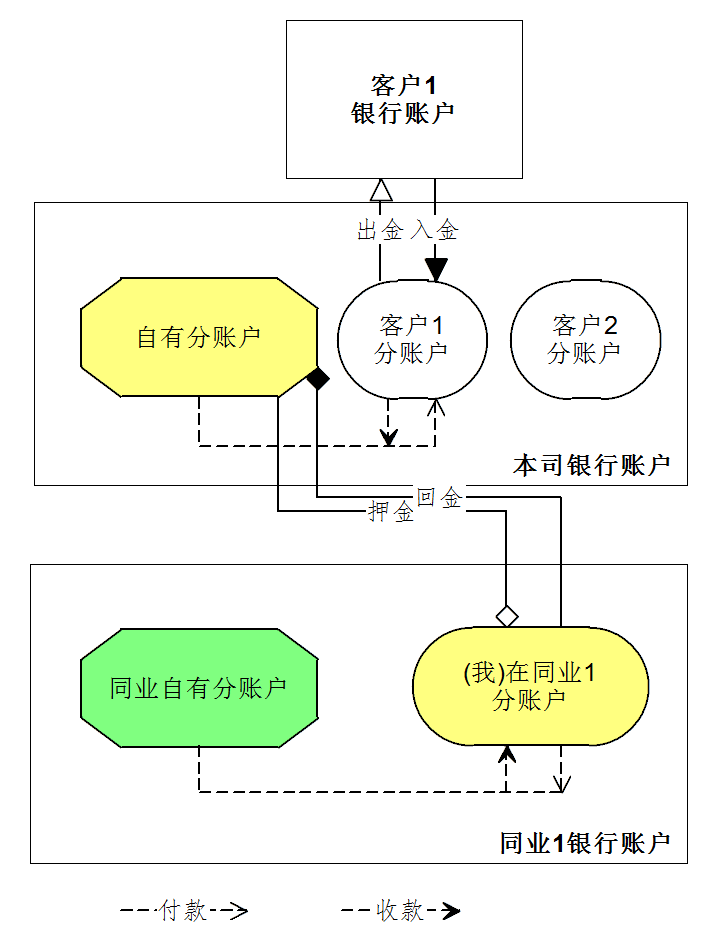 客户1
银行账户
出金 入金
自有分账户
客户1
分账户
客户2
分账户
本司银行账户
回金
押金
同业自有分账户
(我)在同业1
分账户
同业1银行账户
付款
收款